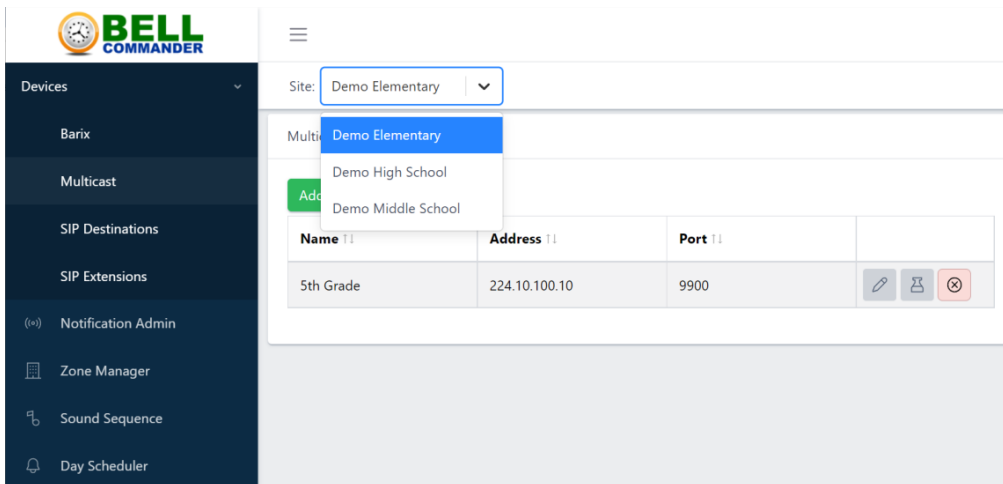 BELL
COMMANDER
Devices
Barix
Multicast
SIP Destinations
SIP Extensions
Notification Admin
Zone Manager
Sound Sequence
Day Scheduler
Site: Demo Elementary
Multi
Demo Elementary
Demo High School
Demo Middle School
Add
Name Address Port
5th Grade 224.10.100.10 9900